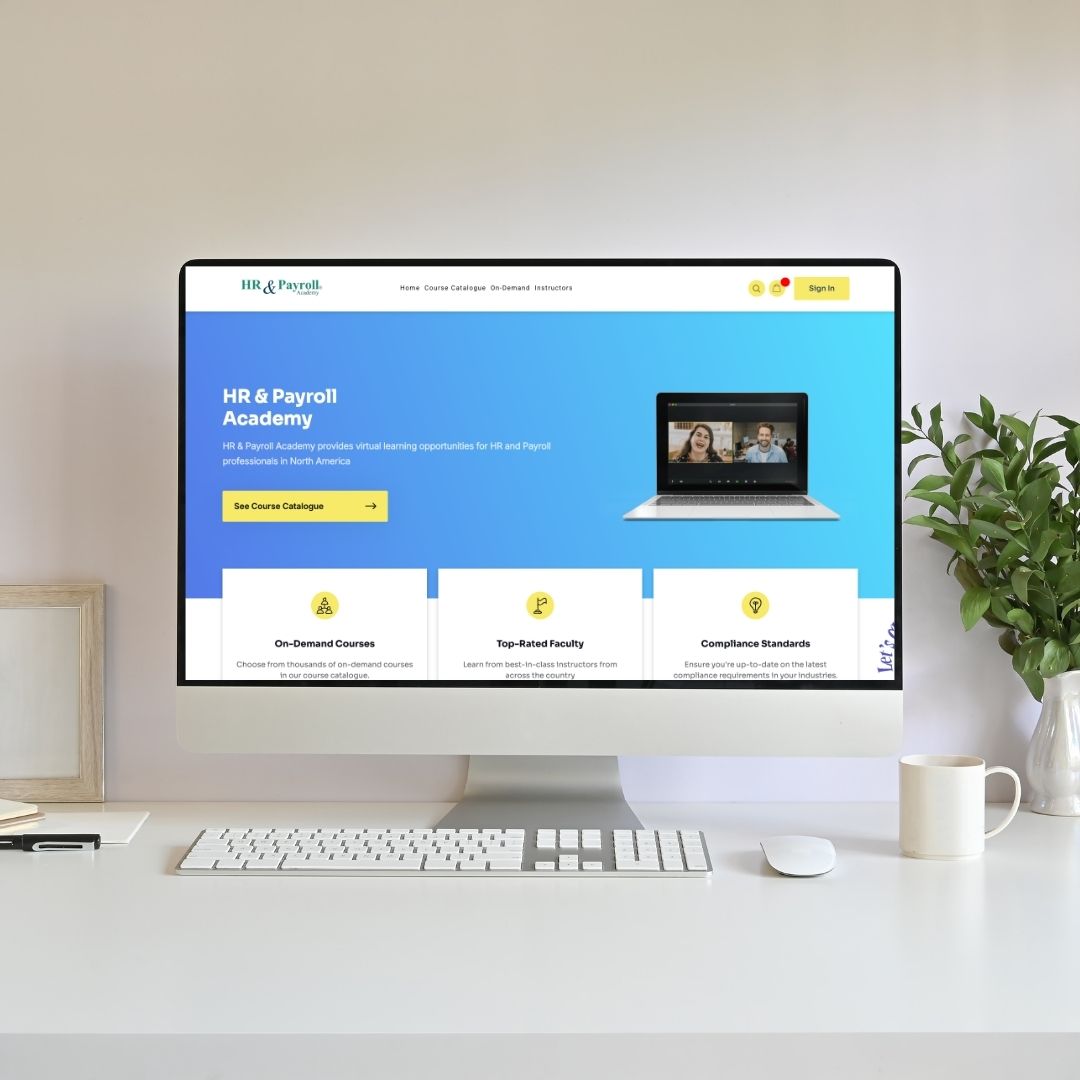 HR & Payroll®
Academy
Home Course Catalogue On-Demand Instructors
Sign In
HR & Payroll
Academy
HR & Payroll Academy provides virtual learning opportunities for HR and Payroll
professionals in North America
See Course Catalogue
On-Demand Courses
Choose from thousands of on-demand courses
in our course catalogue.
Top-Rated Faculty
Learn from best-in-class instructors from
across the country
Compliance Standards
Ensure you're up-to-date on the latest
compliance requirements in your industries.
Let's